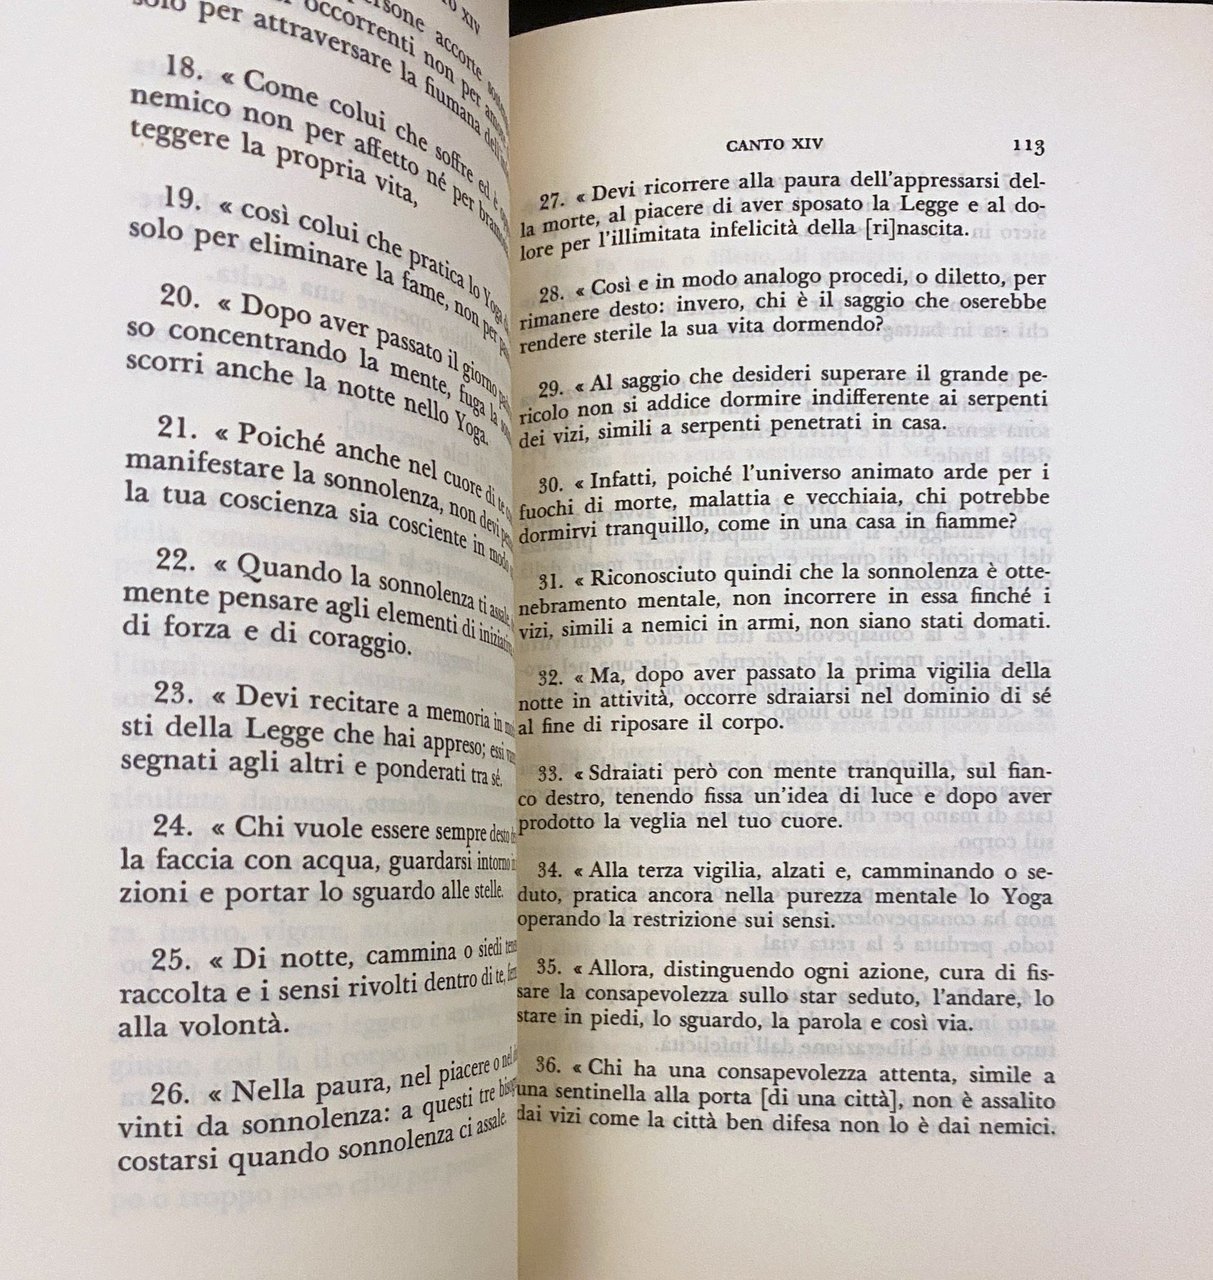 solo per attraversare la fiumana
18. « Come colui che soffre ed è
nemico non per affetto né per
teggere la propria vita,
19. « così colui che pratica lo Yoga
solo per eliminare la fame, non per
20. « Dopo aver passato il giorno
so concentrando la mente, fuga la
scorri anche la notte nello Yoga.
21. « Poiché anche nel cuore di te
manifestare la sonnolenza, non devi
la tua coscienza sia cosciente in modo
22. « Quando la sonnolenza ti assale,
mente pensare agli elementi di
di forza e di coraggio.
23. « Devi recitare a memoria in
sti della Legge che hai appreso; essi
segnati agli altri e ponderati tra sé.
24. « Chi vuole essere sempre desto
la faccia con acqua, guardarsi intorno
zioni e portar lo sguardo alle stelle.
25. « Di notte, cammina o siedi
raccolta e i sensi rivolti dentro di te,
alla volontà.
26. « Nella paura, nel piacere o nel
vinti da sonnolenza: a questi tre
costarsi quando sonnolenza ci assale.
CANTO XIV 113
27. « Devi ricorrere alla paura dell'appressarsi del-
la morte, al piacere di aver sposato la Legge e al do-
lore per l'illimitata infelicità della [ri]nascita.
28. « Così e in modo analogo procedi, o diletto, per
rimanere desto: invero, chi è il saggio che oserebbe
rendere sterile la sua vita dormendo?
29. « Al saggio che desideri superare il grande pe-
ricolo non si addice dormire indifferente ai serpenti
dei vizi, simili a serpenti penetrati in casa.
30. « Infatti, poiché l'universo animato arde per i
fuochi di morte, malattia e vecchiaia, chi potrebbe
dormirvi tranquillo, come in una casa in fiamme?
31. « Riconosciuto quindi che la sonnolenza è otte-
nebramento mentale, non incorrere in essa finché i
vizi, simili a nemici in armi, non siano stati domati.
32. « Ma, dopo aver passato la prima vigilia della
notte in attività, occorre sdraiarsi nel dominio di sé
al fine di riposare il corpo.
33. « Sdraiati però con mente tranquilla, sul fian-
co destro, tenendo fissa un'idea di luce e dopo aver
prodotto la veglia nel tuo cuore.
34. « Alla terza vigilia, alzati e, camminando o se-
duto, pratica ancora nella purezza mentale lo Yoga
operando la restrizione sui sensi.
35. « Allora, distinguendo ogni azione, cura di fis-
sare la consapevolezza sullo star seduto, l'andare, lo
stare in piedi, lo sguardo, la parola e così via.
36. « Chi ha una consapevolezza attenta, simile a
una sentinella alla porta [di una città], non è assalito
dai vizi come la città ben difesa non lo è dai nemici.